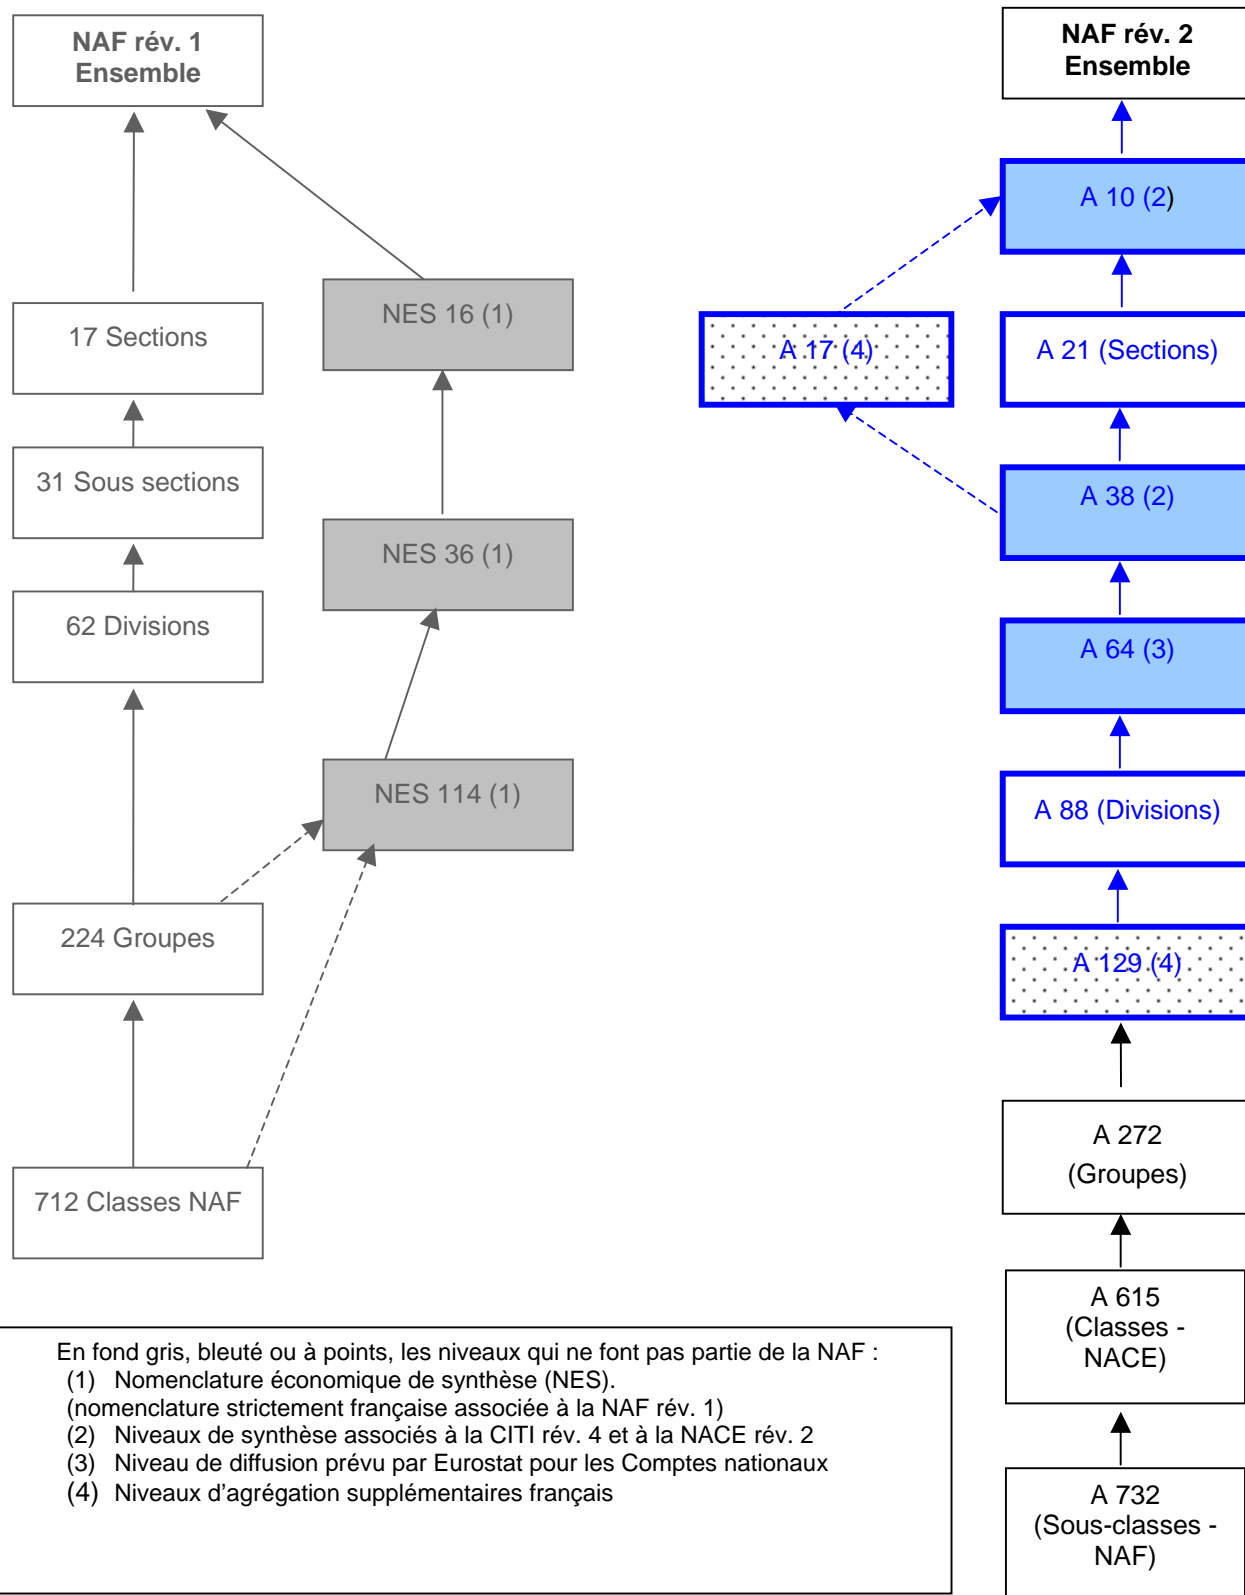 NAF rév. 1
Ensemble
17 Sections
31 Sous sections
62 Divisions
224 Groupes
712 Classes NAF
NES 16 (1)
NES 36 (1)
NES 114 (1)
NAF rév. 2
Ensemble
A 10 (2)
A 17 (4)
A 21 (Sections)
A 38 (2)
A 64 (3)
A 88 (Divisions)
A 129 (4)
A 272
(Groupes)
A 615
(Classes -
NACE)
A 732
(Sous-classes -
NAF)
En fond gris, bleuté ou à points, les niveaux qui ne font pas partie de la NAF :
(1) Nomenclature économique de synthèse (NES).
(nomenclature strictement française associée à la NAF rév. 1)
(2) Niveaux de synthèse associés à la CITI rév. 4 et à la NACE rév. 2
(3) Niveau de diffusion prévu par Eurostat pour les Comptes nationaux
(4) Niveaux d'agrégation supplémentaires français